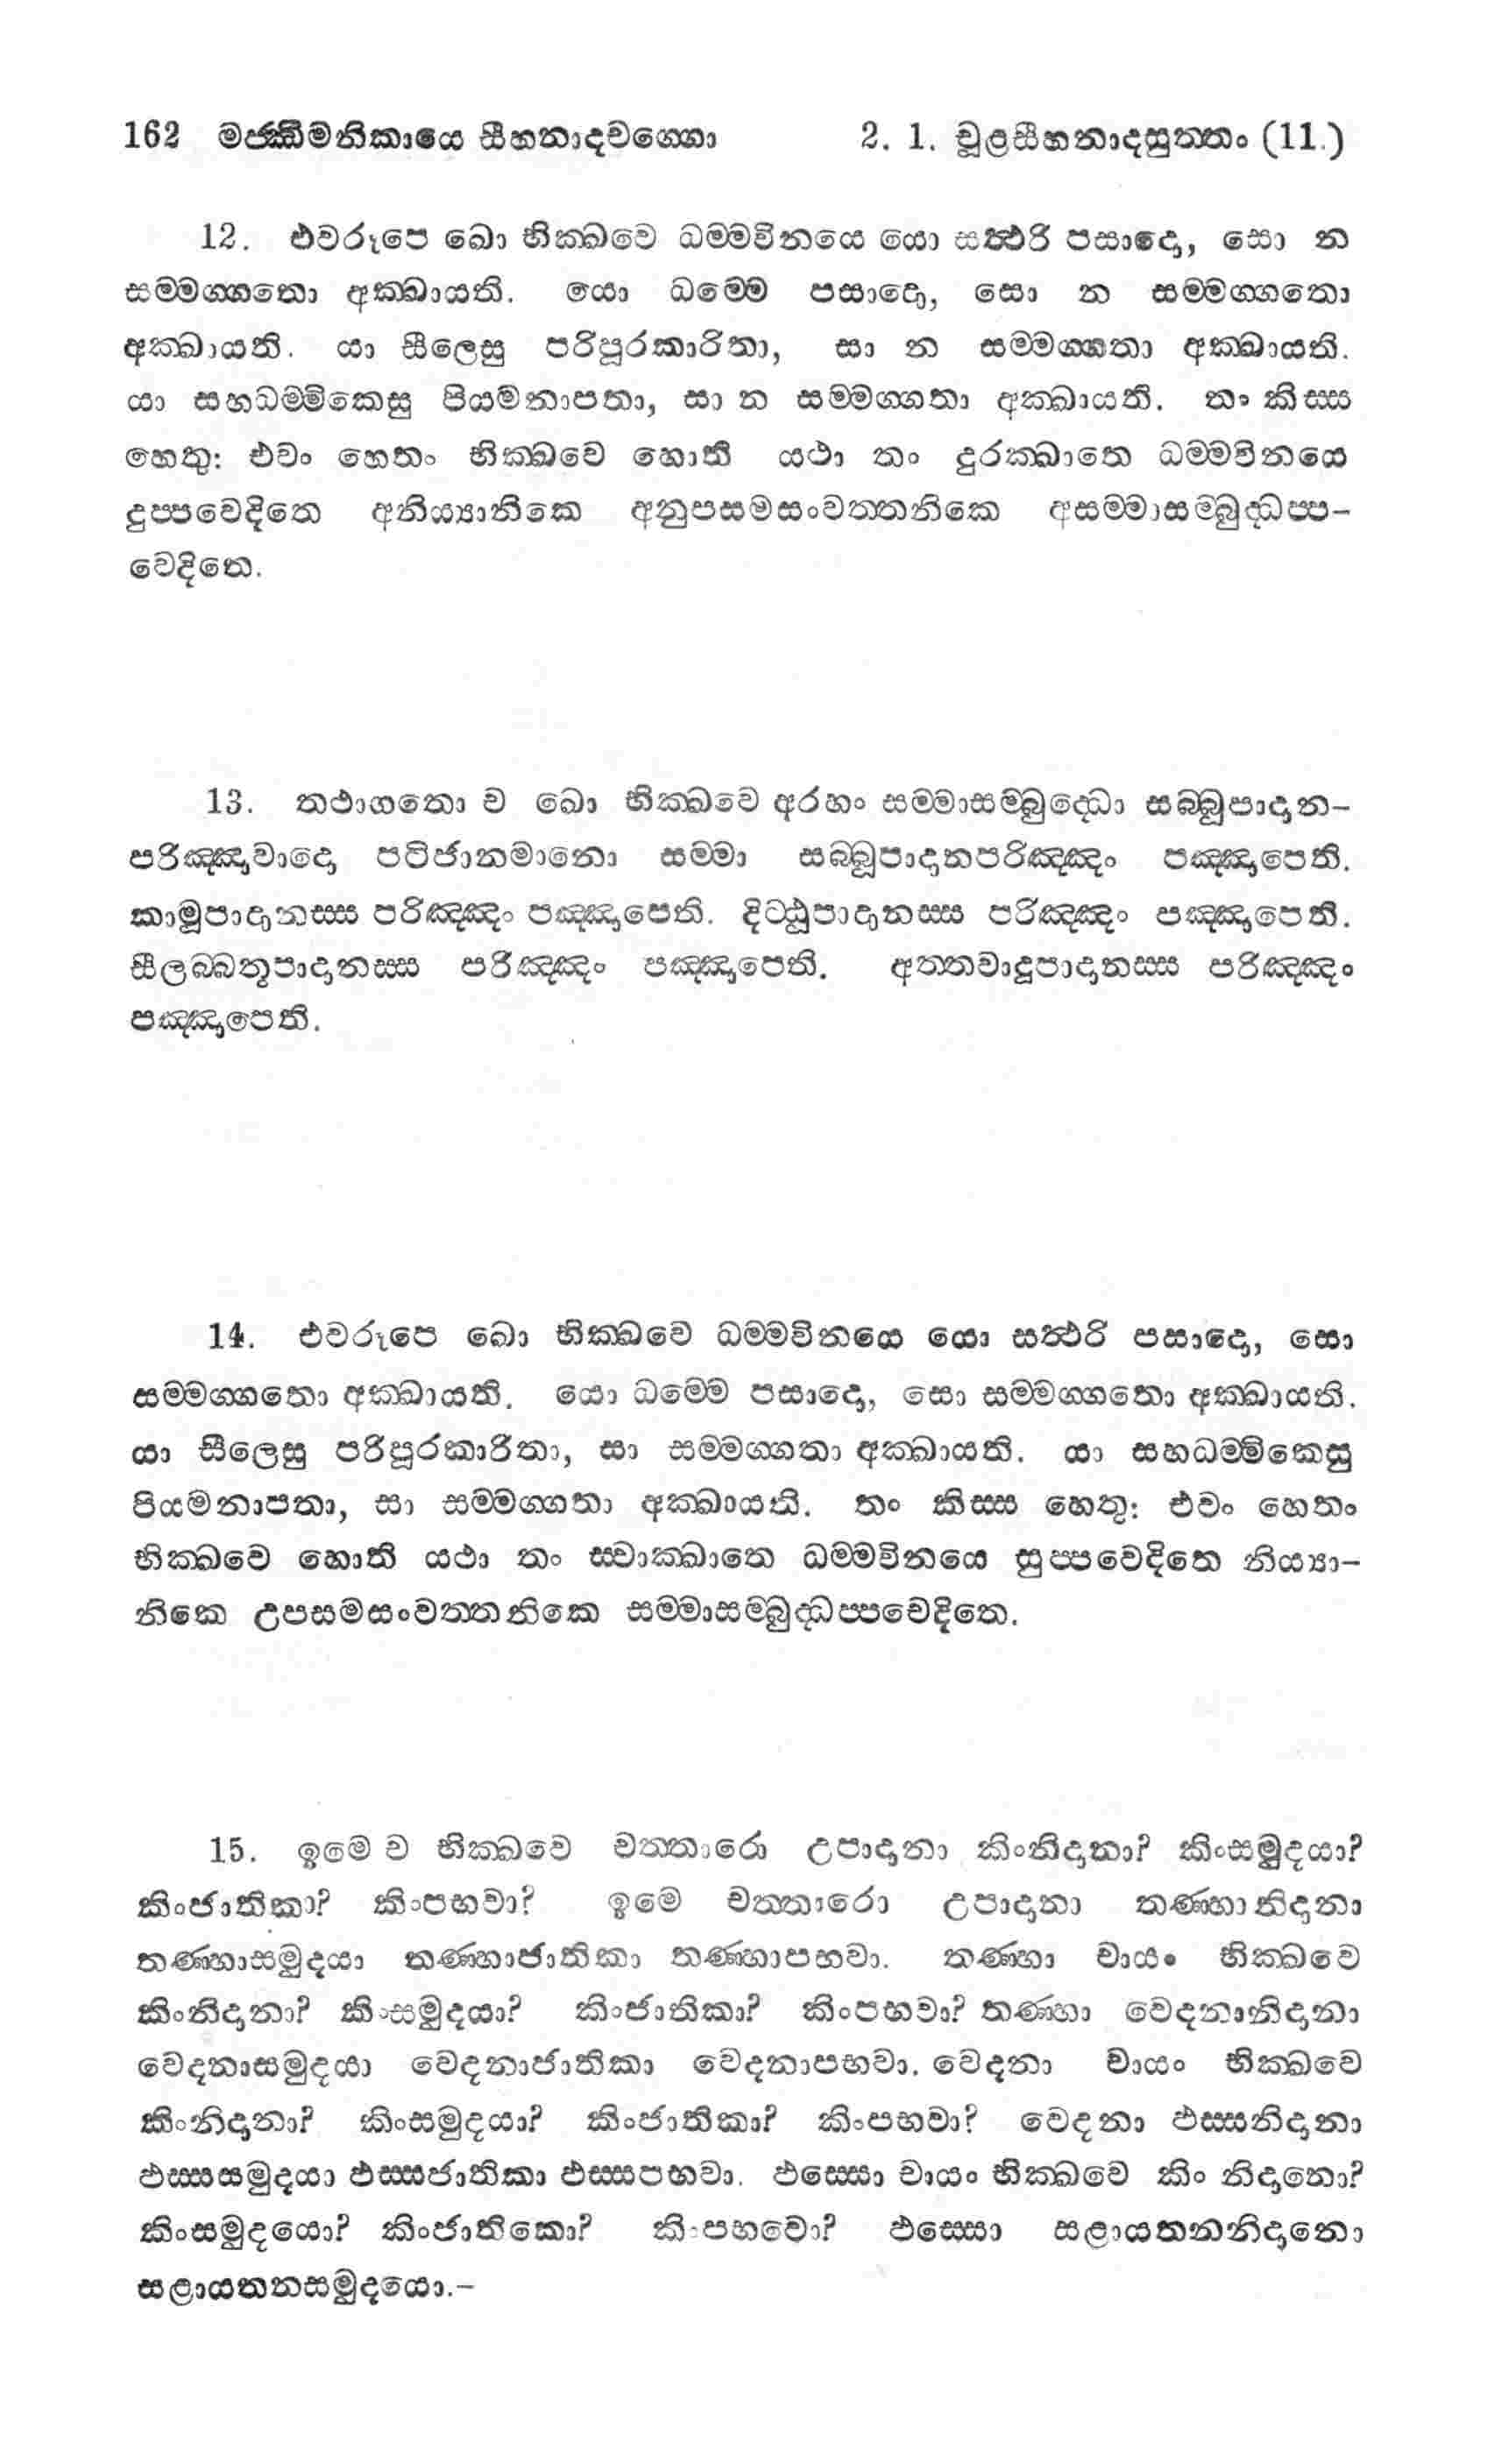 162 මජ්ඣිමනිකායෙ සීහනාදවග්ගො 2. 1. චූළසීහනාදසුත්තං (11.)
12. එවරූපෙ ඛො භික්ඛවෙ ධම්මවිනයෙ යො සත්ථරි පසාදො, සො න
සම්මග්ගතො අක්ඛායති. යො ධම්මෙ පසාදො, සො න සම්මග්ගතො
අක්ඛායති. යා සීලෙසු පරිපූරකාරිතා, සා න සම්මග්ගතා අක්ඛායති.
යා සහධම්මිකෙසු පියමනාපතා, සා න සම්මග්ගතා අක්ඛායති. තං කිස්ස
හෙතු: එවං හෙතං භික්ඛවෙ හොති යථා තං දුරක්ඛාතෙ ධම්මවිනයෙ
දුප්පවෙදිතෙ අනිය්‍යානිකෙ අනුපසමසංවත්තනිකෙ අසම්මාසම්බුද්ධප්ප-
වෙදිතෙ.
13. තථාගතො ච ඛො භික්ඛවෙ අරහං සම්මාසම්බුද්ධො සබ්බූපාදාන-
පරිඤ්ඤාවාදො පටිජානමානො සම්මා සබ්බූපාදානපරිඤ්ඤං පඤ්ඤාපෙති.
කාමූපාදානස්ස පරිඤ්ඤං පඤ්ඤාපෙති. දිට්ඨූපාදානස්ස පරිඤ්ඤං පඤ්ඤාපෙති.
සීලබ්බතූපාදානස්ස පරිඤ්ඤං පඤ්ඤාපෙති. අත්තවාදූපාදානස්ස පරිඤ්ඤං
පඤ්ඤාපෙති.
14. එවරූපෙ ඛො භික්ඛවෙ ධම්මවිනයෙ යො සත්ථරි පසාදො, සො
සම්මග්ගතො අක්ඛායති. යො ධම්මෙ පසාදො, සො සම්මග්ගතො අක්ඛායති.
යා සීලෙසු පරිපූරකාරිතා, සා සම්මග්ගතා අක්ඛායති. යා සහධම්මිකෙසු
පියමනාපතා, සා සම්මග්ගතා අක්ඛායති. තං කිස්ස හෙතු: එවං හෙතං
භික්ඛවෙ හොති යථා තං ස්වාක්ඛාතෙ ධම්මවිනයෙ සුප්පවෙදිතෙ නිය්‍යා-
නිකෙ උපසමසංවත්තනිකෙ සම්මාසම්බුද්ධප්පවෙදිතෙ.
15. ඉමෙ ච භික්ඛවෙ චත්තාරො උපාදානා කිංනිදානා? කිංසමුදයා?
කිංජාතිකා? කිංපභවා? ඉමෙ චත්තාරො උපාදානා තණ්හානිදානා
තණ්හාසමුදයා තණ්හාජාතිකා තණ්හාපභවා. තණ්හා චායං භික්ඛවෙ
කිංනිදානා? කිංසමුදයා? කිංජාතිකා? කිංපභවා? තණ්හා වෙදනානිදානා
වෙදනාසමුදයා වෙදනාජාතිකා වෙදනාපභවා. වෙදනා චායං භික්ඛවෙ
කිංනිදානා? කිංසමුදයා? කිංජාතිකා? කිංපභවා? වෙදනා ඵස්සනිදානා
ඵස්සසමුදයා ඵස්සජාතිකා ඵස්සපභවා. ඵස්සො චායං භික්ඛවෙ කිං නිදානො?
කිංසමුදයො? කිංජාතිකො? කිංපභවො? ඵස්සො සළායතනනිදානො
සළායතනසමුදයො.–